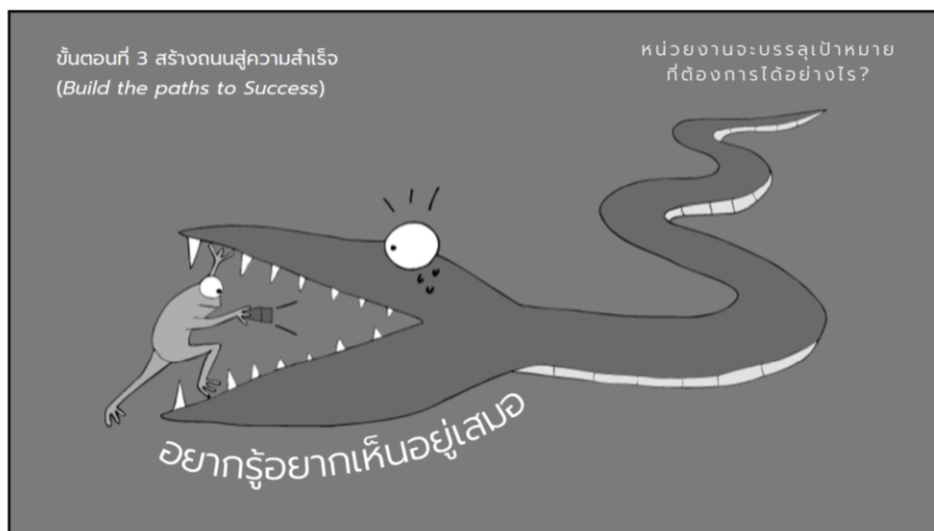 ขั้นตอนที่ 3 สร้างถนนสู่ความสำเร็จ
(Build the paths to Success)
หน่วยงานจะบรรลุเป้าหมาย
ที่ต้องการได้อย่างไร?
อยากรู้อยากเห็นอยู่เสมอ